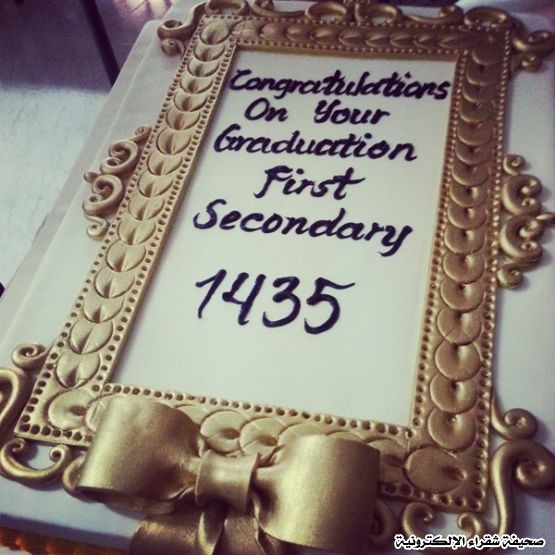 Congratulations
On Your
Graduation
First
Secondary
1435
صحيفة شقراء الإلكترونية